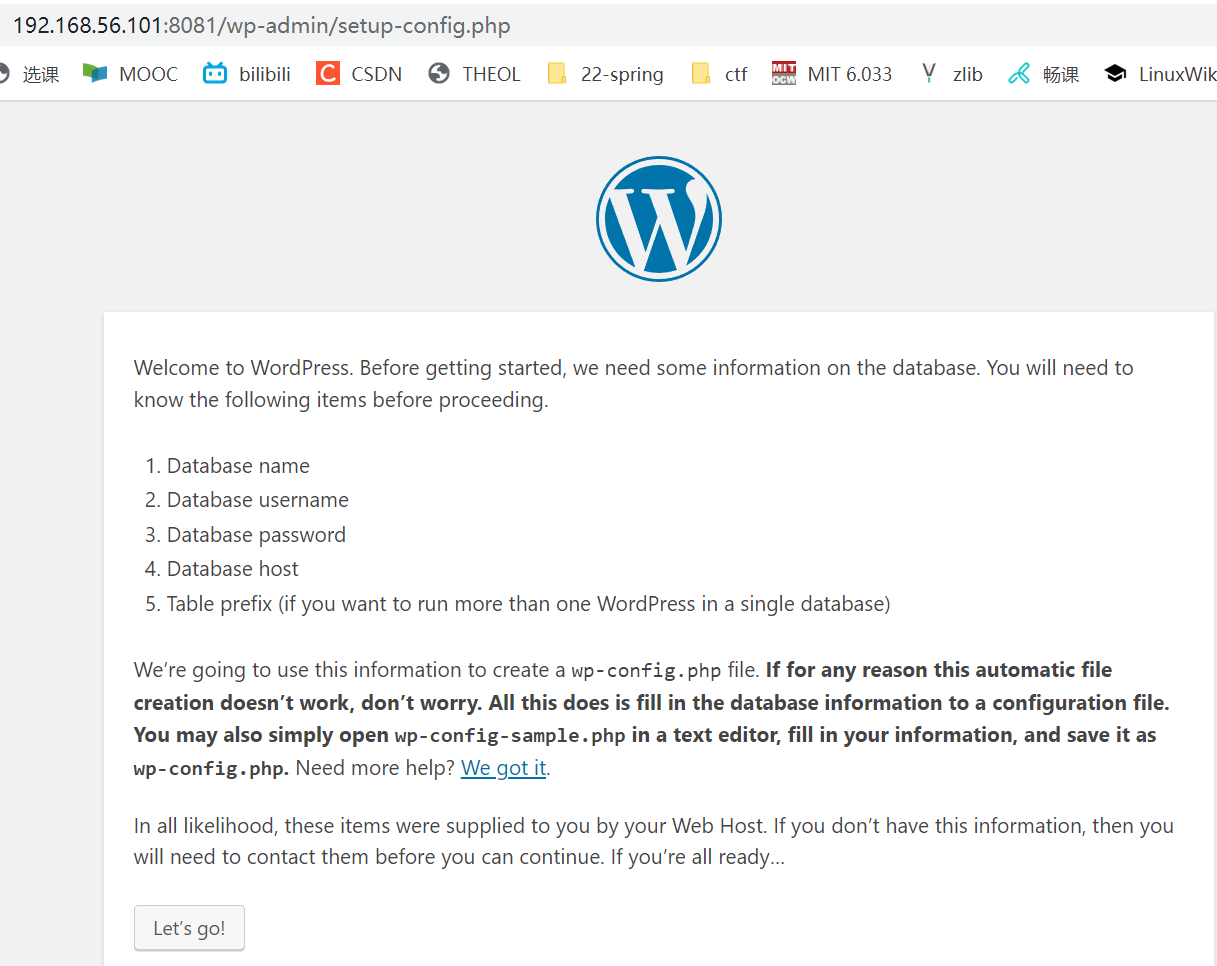 192.168.56.101:8081/wp-admin/setup-config.php
选课 MOOC bilibili C CSDN THEOL 22-spring ctf MIT OCW MIT 6.033 zlib 畅课 LinuxWik
Welcome to WordPress. Before getting started, we need some information on the database. You will need to
know the following items before proceeding.
1. Database name
2. Database username
3. Database password
4. Database host
5. Table prefix (if you want to run more than one WordPress in a single database)
We’re going to use this information to create a wp-config.php file. If for any reason this automatic file
creation doesn’t work, don’t worry. All this does is fill in the database information to a configuration file.
You may also simply open wp-config-sample.php in a text editor, fill in your information, and save it as
wp-config.php. Need more help? We got it.
In all likelihood, these items were supplied to you by your Web Host. If you don’t have this information, then you
will need to contact them before you can continue. If you’re all ready…
Let’s go!